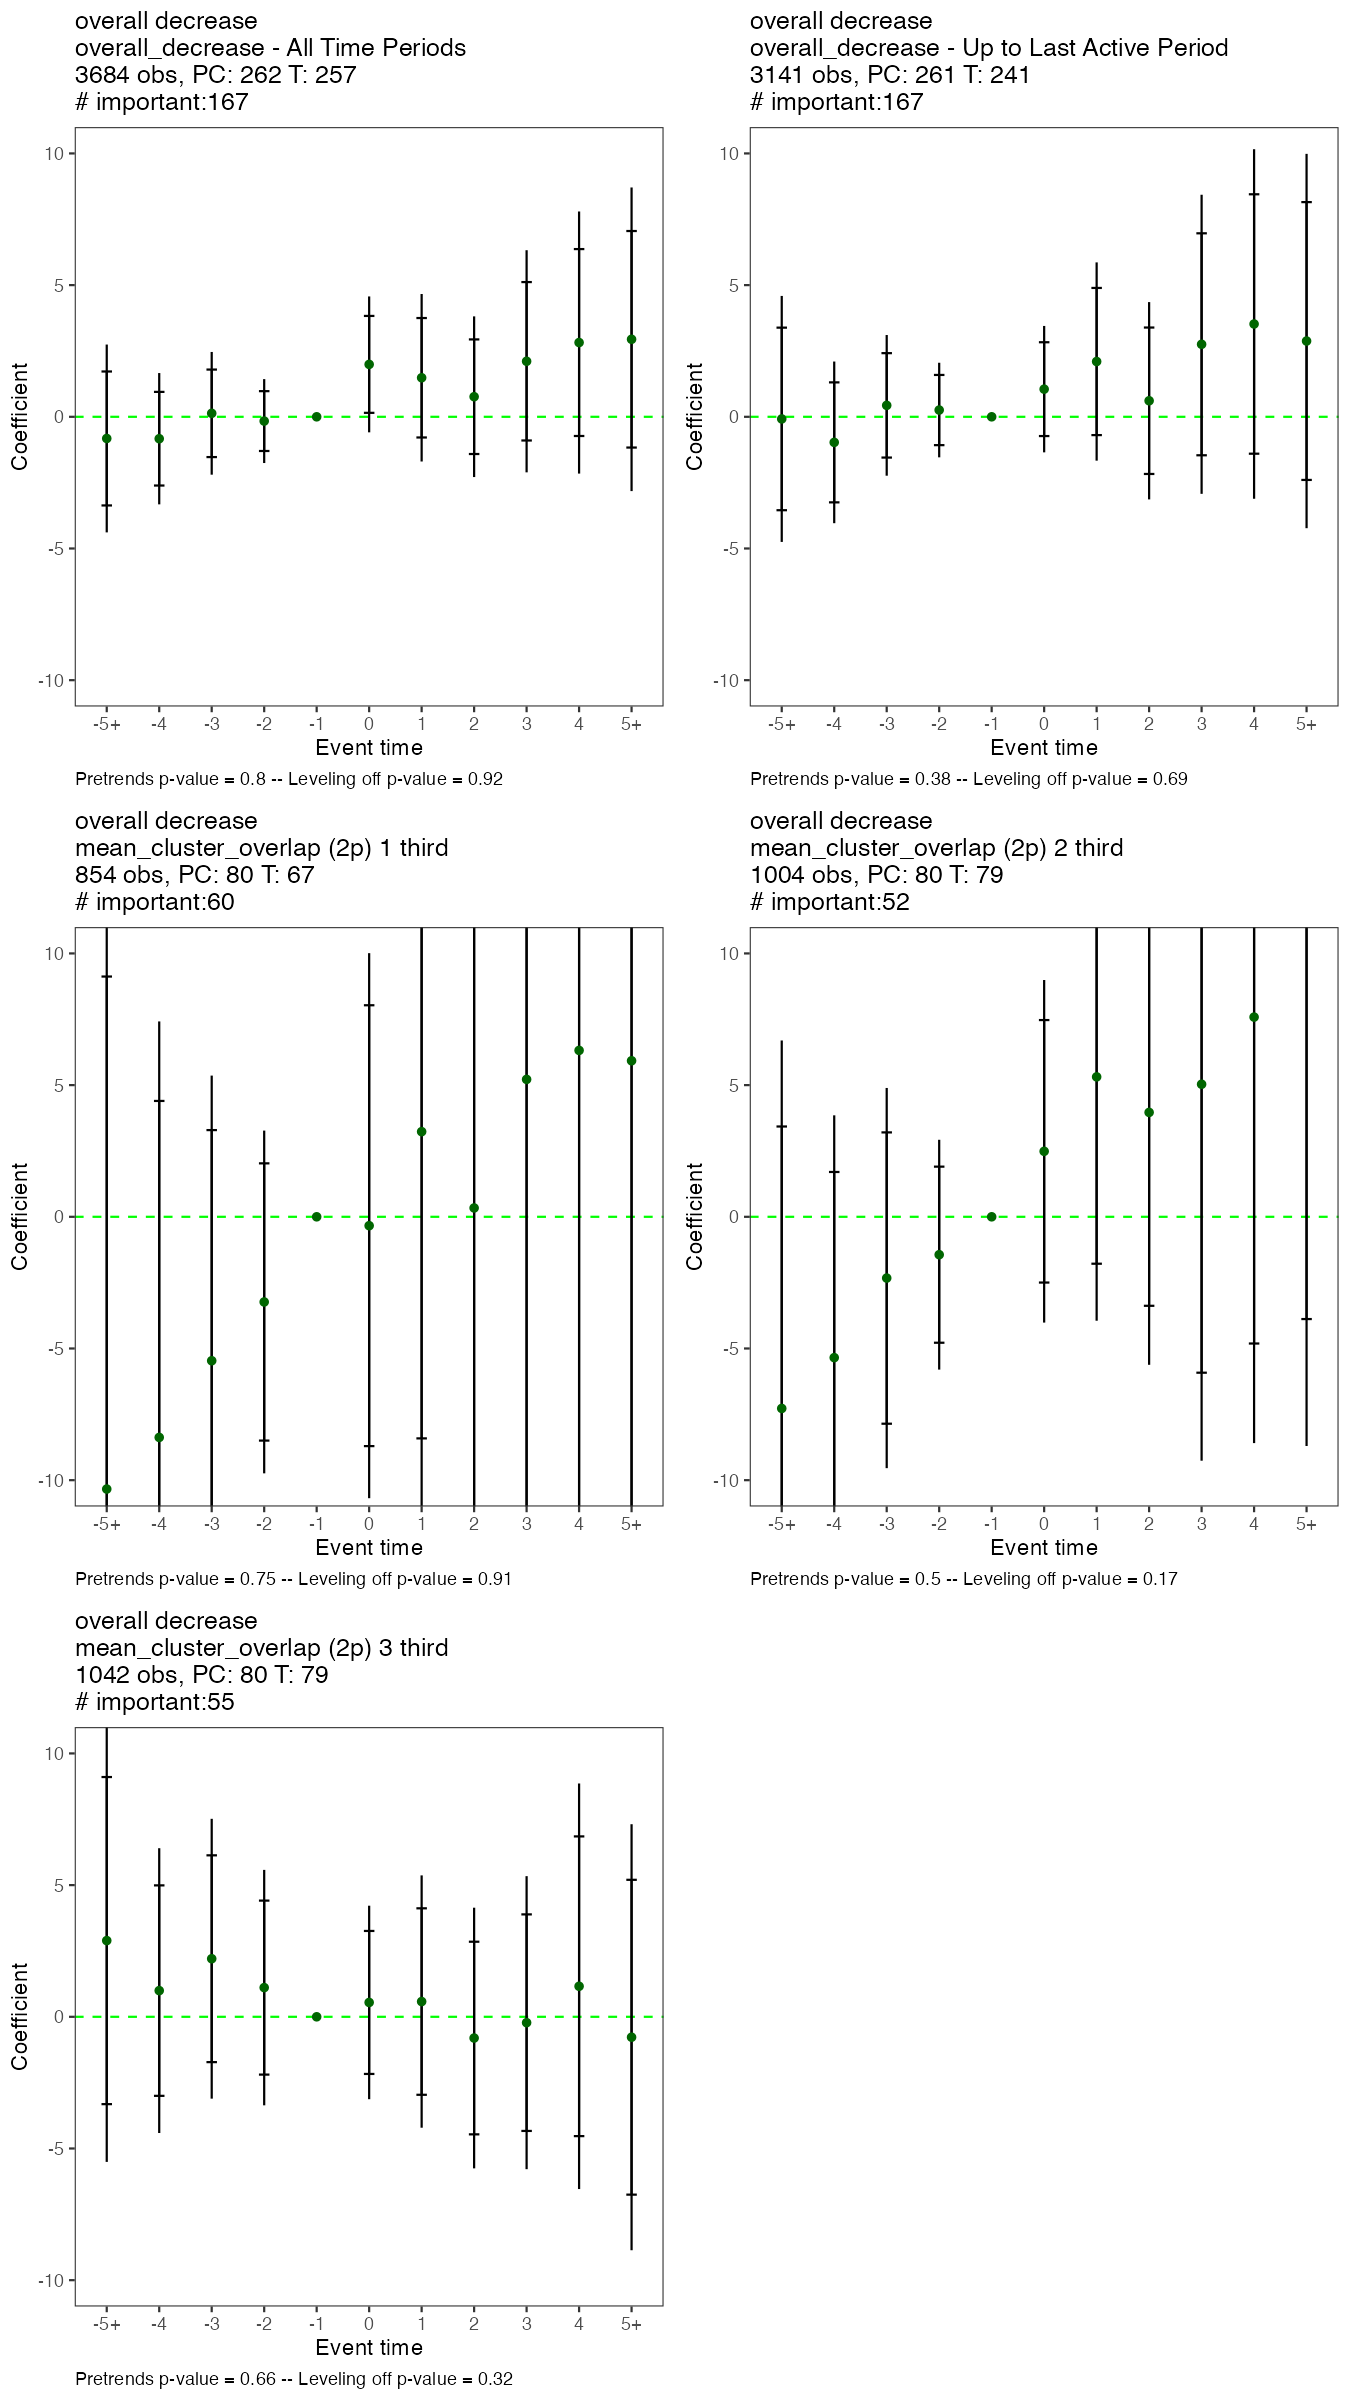 overall decrease
overall_decrease - All Time Periods
3684 obs, PC: 262 T: 257
# important:167
10
5
0
-5
-10
Coefficient
-5+ -4 -3 -2 -1 0 1 2 3 4 5+
Event time
Pretrends p-value = 0.8 -- Leveling off p-value = 0.92
overall decrease
overall_decrease - Up to Last Active Period
3141 obs, PC: 261 T: 241
# important:167
10
5
0
-5
-10
Coefficient
-5+ -4 -3 -2 -1 0 1 2 3 4 5+
Event time
Pretrends p-value = 0.38 -- Leveling off p-value = 0.69
overall decrease
mean_cluster_overlap (2p) 1 third
854 obs, PC: 80 T: 67
# important:60
10
5
0
-5
-10
Coefficient
-5+ -4 -3 -2 -1 0 1 2 3 4 5+
Event time
Pretrends p-value = 0.75 -- Leveling off p-value = 0.91
overall decrease
mean_cluster_overlap (2p) 2 third
1004 obs, PC: 80 T: 79
# important:52
10
5
0
-5
-10
Coefficient
-5+ -4 -3 -2 -1 0 1 2 3 4 5+
Event time
Pretrends p-value = 0.5 -- Leveling off p-value = 0.17
overall decrease
mean_cluster_overlap (2p) 3 third
1042 obs, PC: 80 T: 79
# important:55
10
5
0
-5
-10
Coefficient
-5+ -4 -3 -2 -1 0 1 2 3 4 5+
Event time
Pretrends p-value = 0.66 -- Leveling off p-value = 0.32